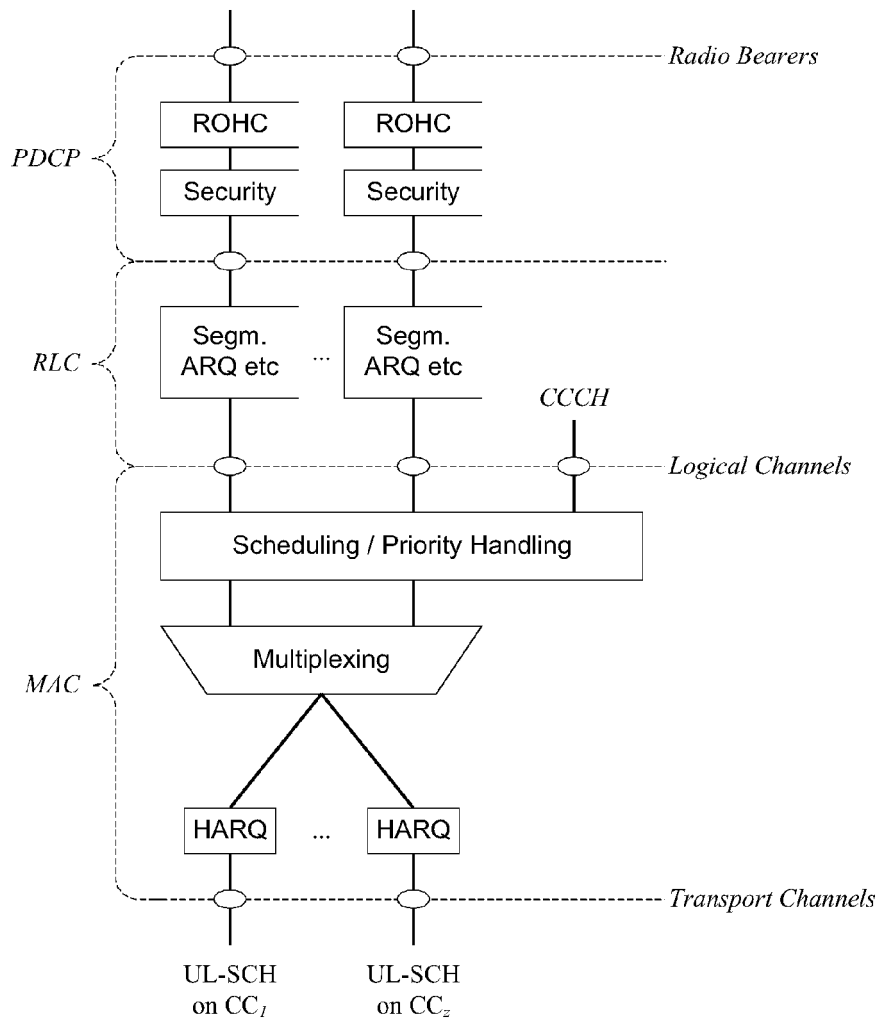 Radio Bearers
ROHC ROHC
PDCP
Security Security
Segm. ARQ etc ... Segm. ARQ etc
RLC
CCCH
Logical Channels
Scheduling / Priority Handling
Multiplexing
MAC
HARQ ... HARQ
Transport Channels
UL-SCH on CC1 UL-SCH on CCz